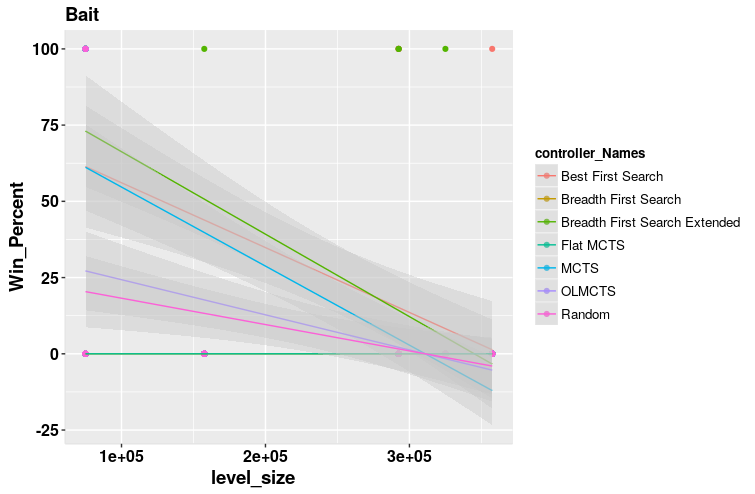 Bait
100
75
50
25
0
-25
Win_Percent
1e+05
2e+05
3e+05
level_size
controller_Names
Best First Search
Breadth First Search
Breadth First Search Extended
Flat MCTS
MCTS
OLMCTS
Random